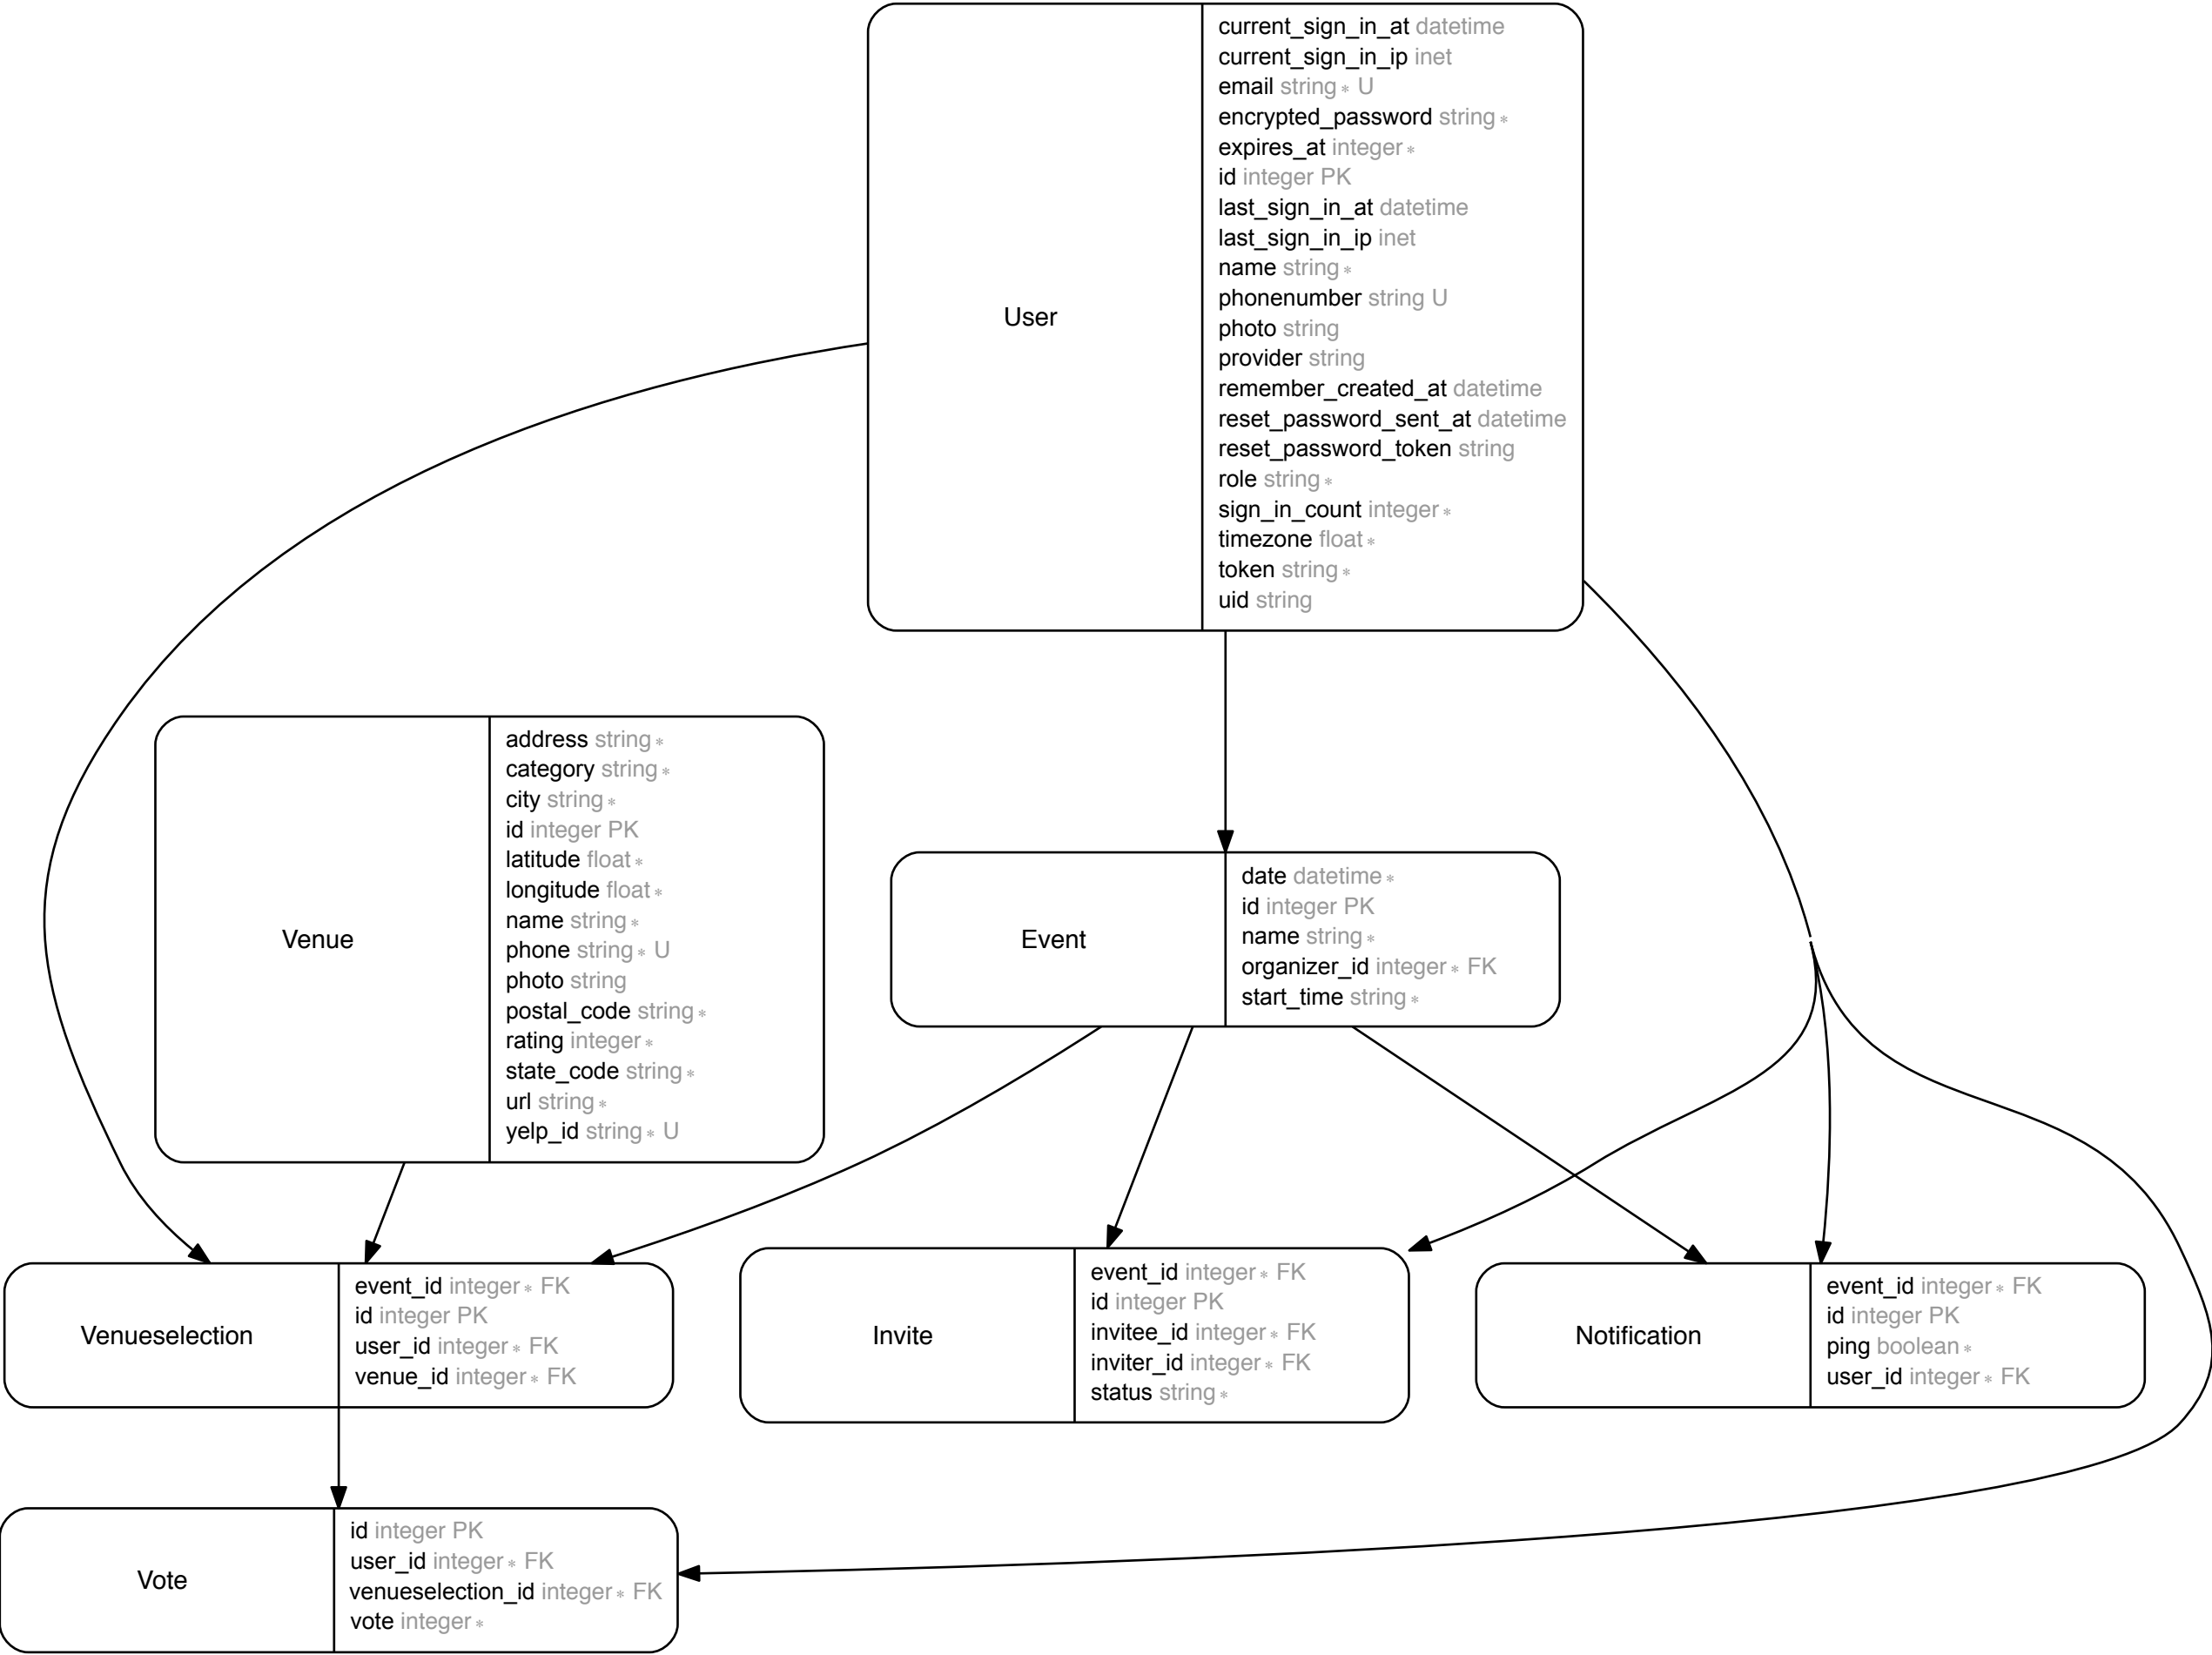 User
current_sign_in_at datetime
current_sign_in_ip inet
email string * U
encrypted_password string *
expires_at integer *
id integer PK
last_sign_in_at datetime
last_sign_in_ip inet
name string *
phonenumber string U
photo string
provider string
remember_created_at datetime
reset_password_sent_at datetime
reset_password_token string
role string *
sign_in_count integer *
timezone float *
token string *
uid string
Venue
address string *
category string *
city string *
id integer PK
latitude float *
longitude float *
name string *
phone string * U
photo string
postal_code string *
rating integer *
state_code string *
url string *
yelp_id string * U
Event
date datetime *
id integer PK
name string *
organizer_id integer * FK
start_time string *
Venueselection
event_id integer * FK
id integer PK
user_id integer * FK
venue_id integer * FK
Invite
event_id integer * FK
id integer PK
invitee_id integer * FK
inviter_id integer * FK
status string *
Notification
event_id integer * FK
id integer PK
ping boolean *
user_id integer * FK
Vote
id integer PK
user_id integer * FK
venueselection_id integer * FK
vote integer *